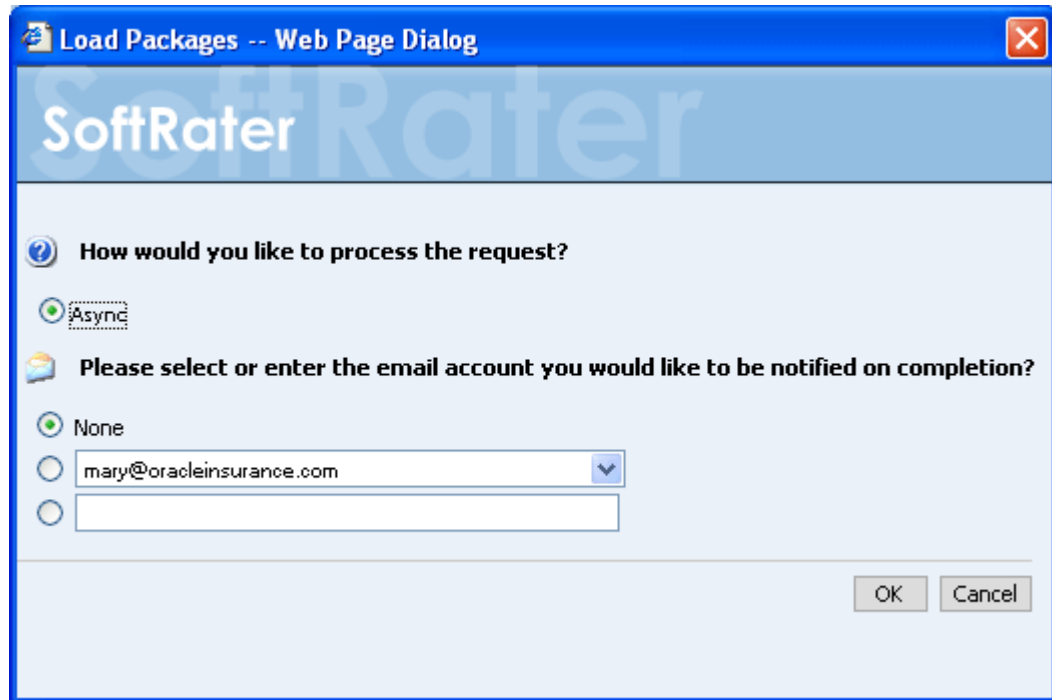 Load Packages -- Web Page Dialog
SoftRater
SoftRater
How would you like to process the request?
Async
Please select or enter the email account you would like to be notified on completion?
None
mary@oracleinsurance.com
OK Cancel